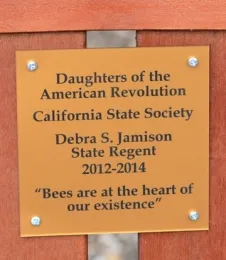 Daughters of the
American Revolution
California State Society
Debra S. Jamison
State Regent
2012-2014
“Bees are at the heart of
our existence”